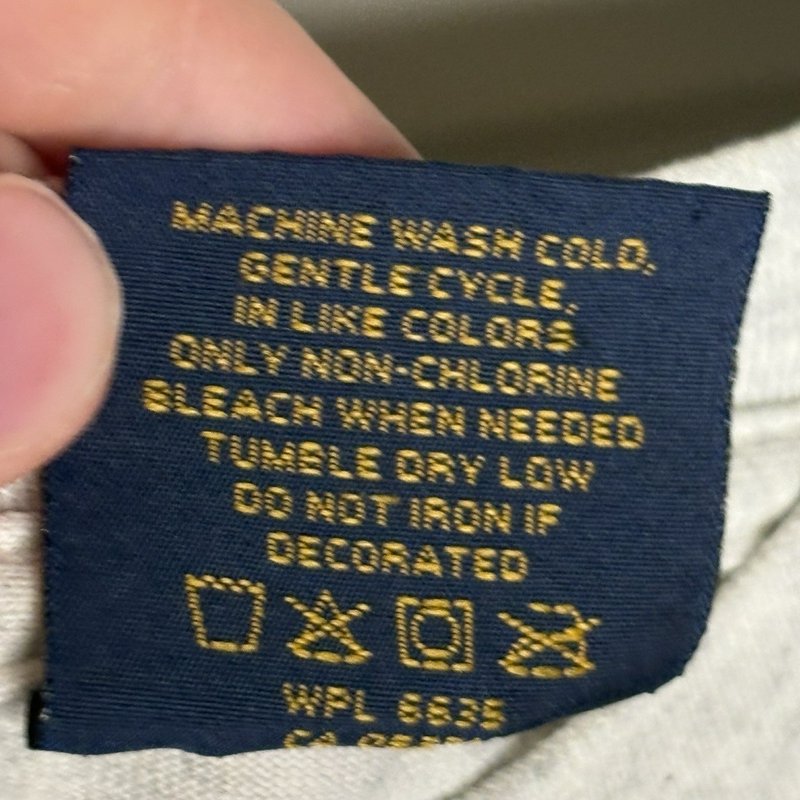 MACHINE WASH COLD,
GENTLE CYCLE,
IN LIKE COLORS
ONLY NON-CHLORINE
BLEACH WHEN NEEDED
TUMBLE DRY LOW
DO NOT IRON IF
DECORATED
WPL 6635
CA